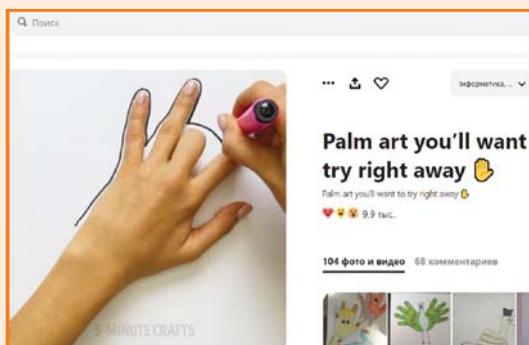 Поиск
інформатика, ...
Palm art you'll want
try right away ✋
Palm art you'll want to try right away ✋
9,9 тыс.
104 фото и видео 68 комментариев
5-MINUTE CRAFTS